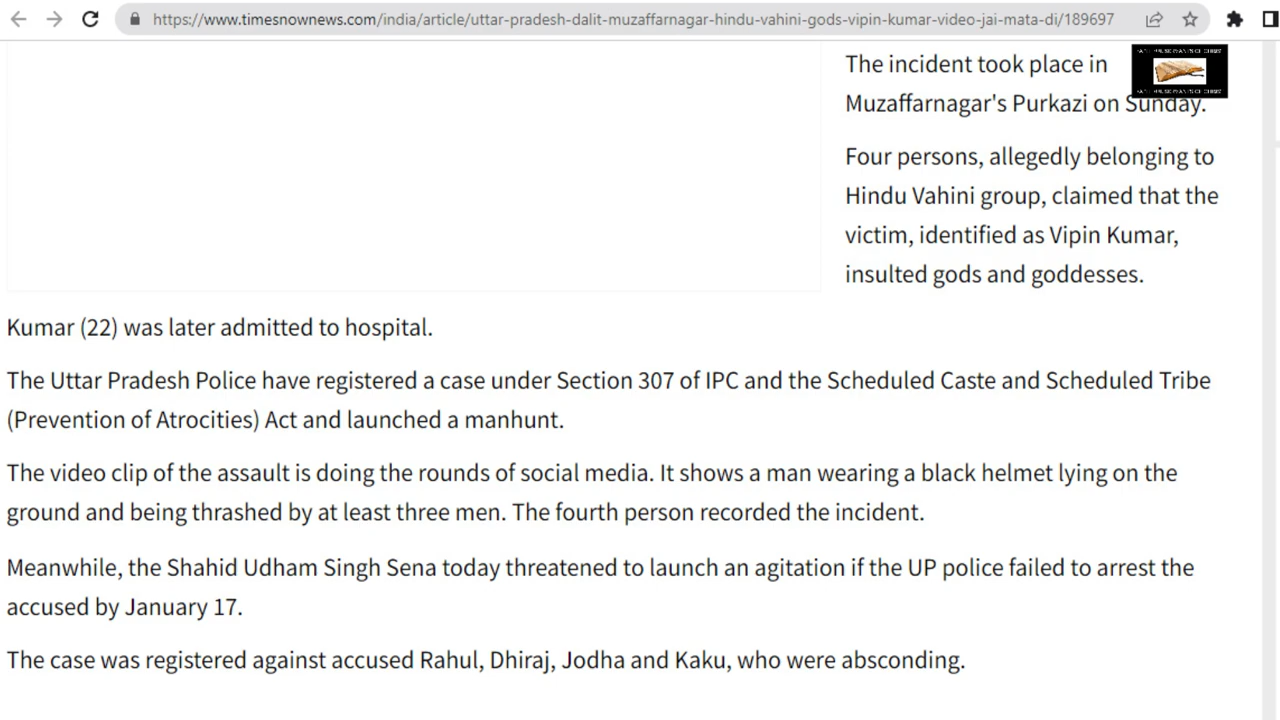 https://www.timesnownews.com/india/article/uttar-pradesh-dalit-muzaffarnagar-hindu-vahini-gods-vipin-kumar-video-jai-mata-di/189697
The incident took place in
Muzaffarnagar's Purkazi on Sunday.
Four persons, allegedly belonging to
Hindu Vahini group, claimed that the
victim, identified as Vipin Kumar,
insulted gods and goddesses.
Kumar (22) was later admitted to hospital.
The Uttar Pradesh Police have registered a case under Section 307 of IPC and the Scheduled Caste and Scheduled Tribe
(Prevention of Atrocities) Act and launched a manhunt.
The video clip of the assault is doing the rounds of social media. It shows a man wearing a black helmet lying on the
ground and being thrashed by at least three men. The fourth person recorded the incident.
Meanwhile, the Shahid Udham Singh Sena today threatened to launch an agitation if the UP police failed to arrest the
accused by January 17.
The case was registered against accused Rahul, Dhiraj, Jodha and Kaku, who were absconding.